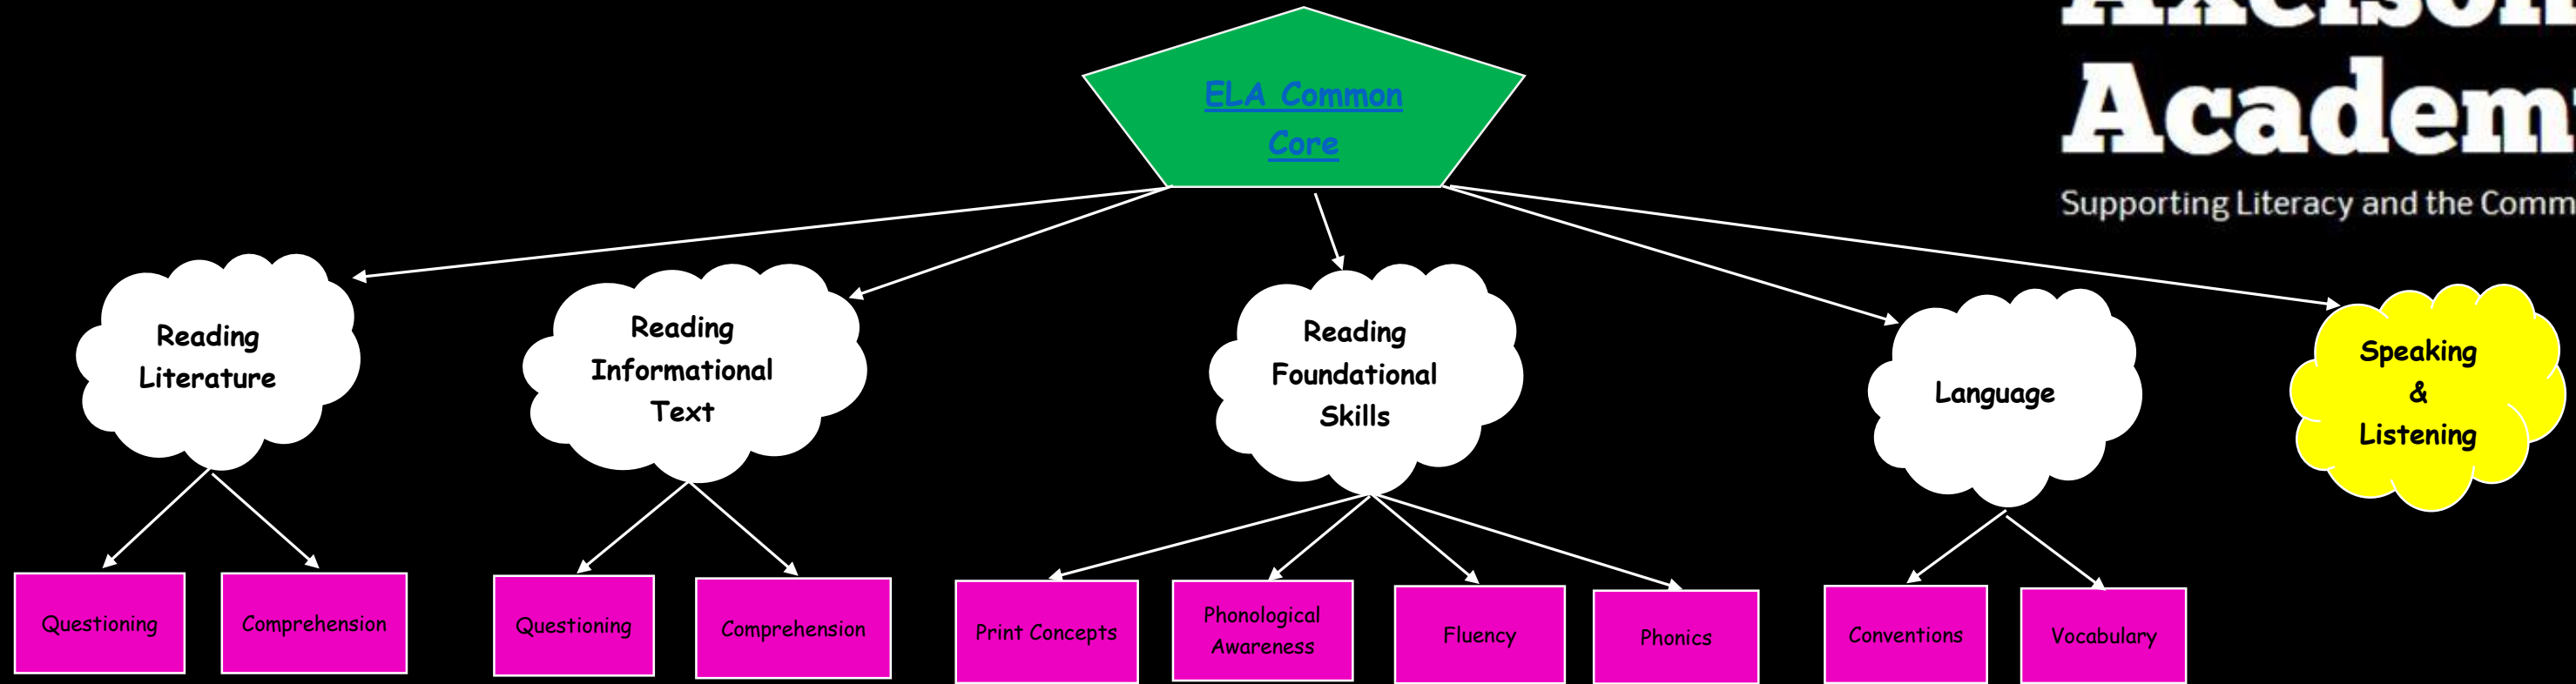 ELA Common
Core
Academ
Supporting Literacy and the Comm
Reading
Literature
Reading
Informational
Text
Reading
Foundational
Skills
Language
Speaking
&
Listening
Questioning
Comprehension
Questioning
Comprehension
Print Concepts
Phonological
Awareness
Fluency
Phonics
Conventions
Vocabulary